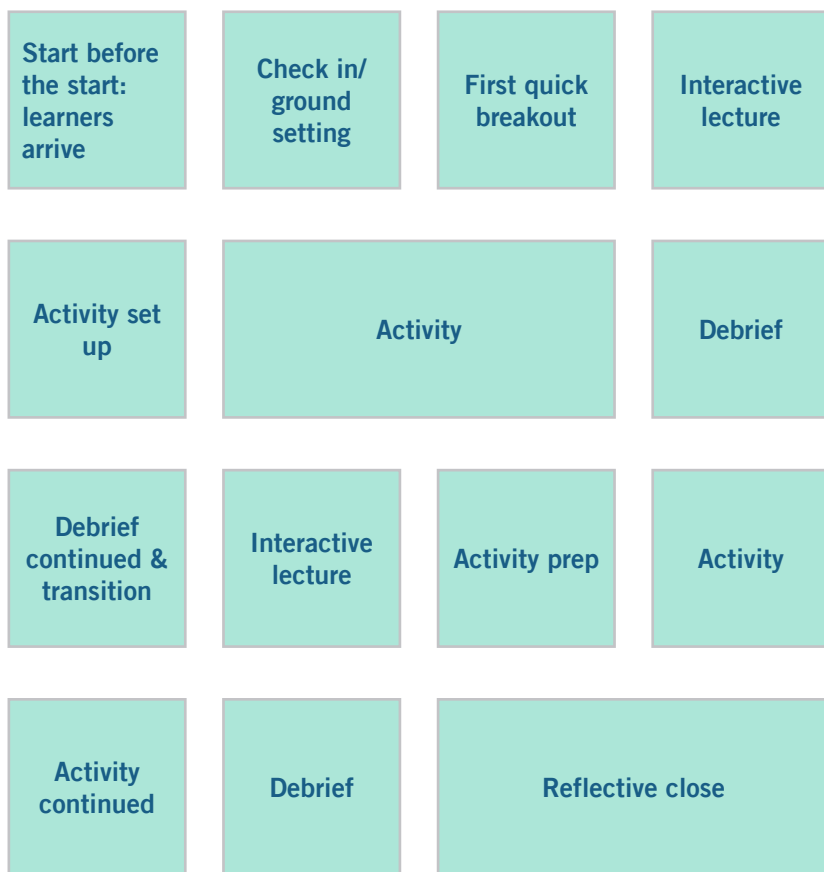 Start before
the start:
learners
arrive
Check in/
ground
setting
First quick
breakout
Interactive
lecture
Activity set
up
Activity
Debrief
Debrief
continued &
transition
Interactive
lecture
Activity prep
Activity
Activity
continued
Debrief
Reflective close